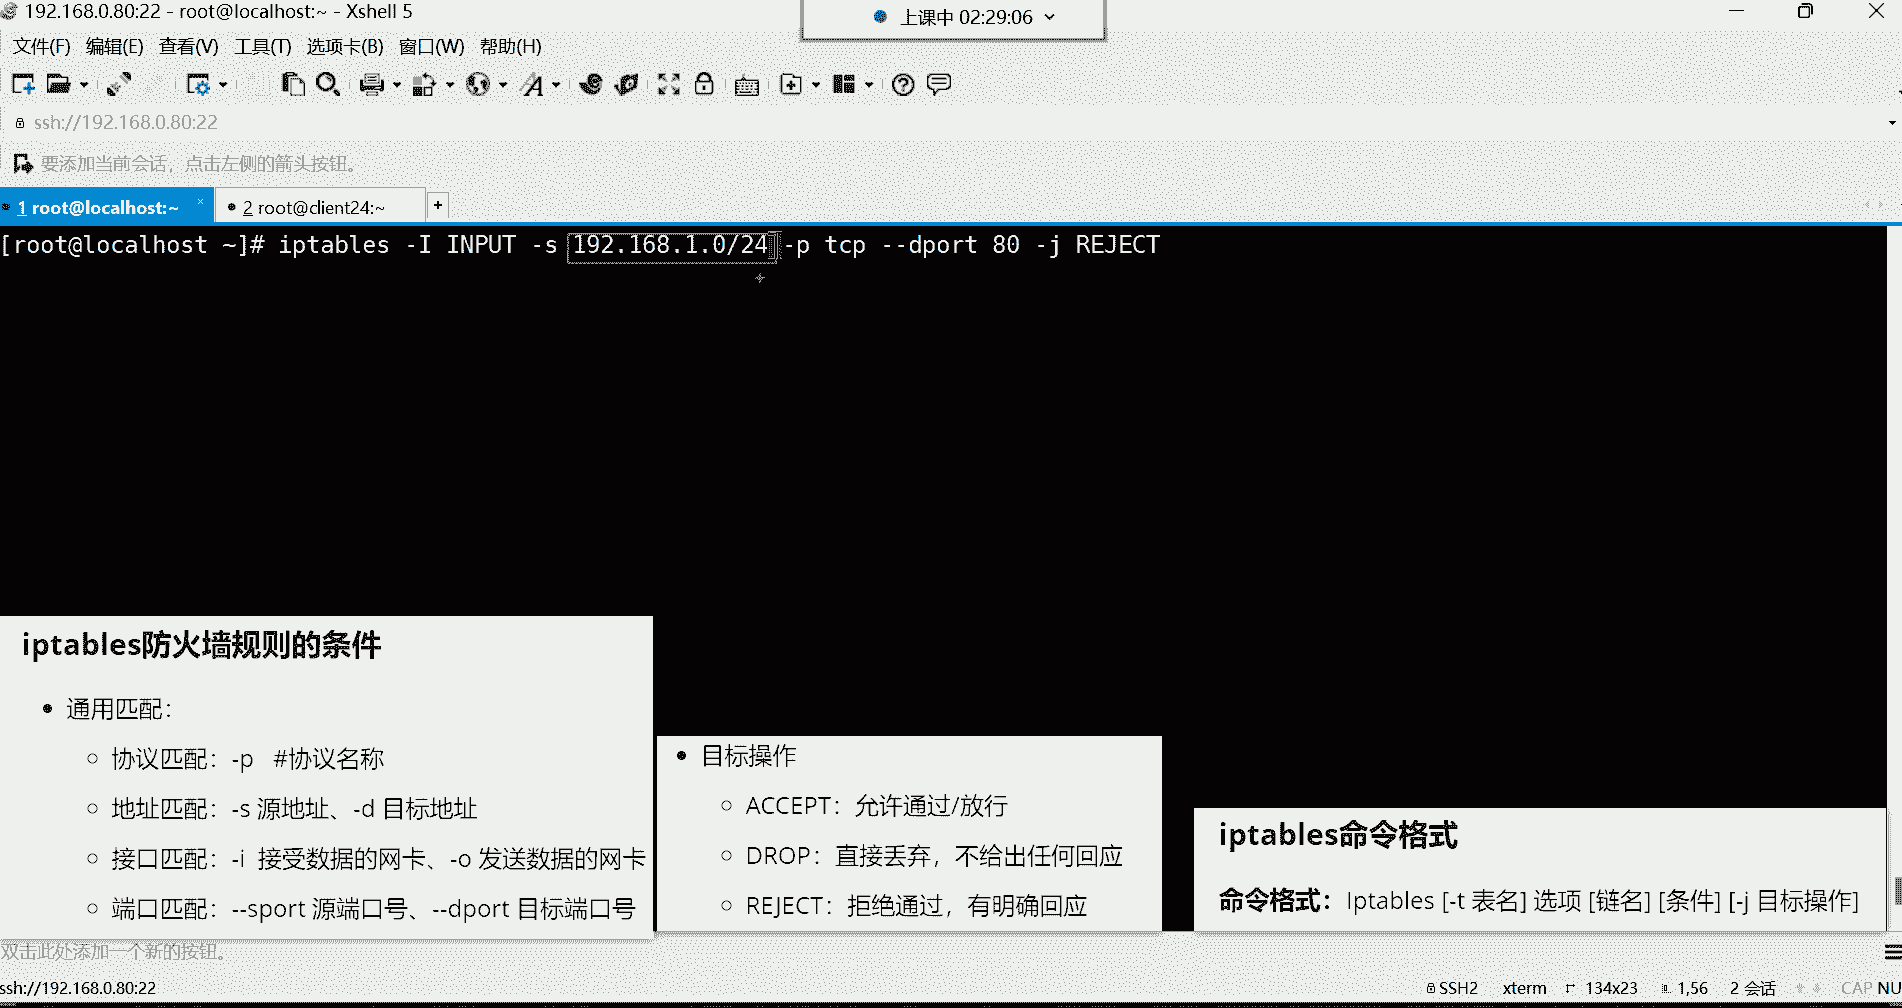 192.168.0.80:22 - root@localhost:~ - Xshell 5
上课中 02:29:06
文件(F) 编辑(E) 查看(V) 工具(T) 选项卡(B) 窗口(W) 帮助(H)
ssh://192.168.0.80:22
要添加当前会话，点击左侧的箭头按钮。
1 root@localhost:~ × 2 root@client24:~ +
[root@localhost ~]# iptables -I INPUT -s 192.168.1.0/24 -p tcp --dport 80 -j REJECT
iptables防火墙规则的条件
• 通用匹配：
○ 协议匹配：-p #协议名称
○ 地址匹配：-s 源地址、-d 目标地址
○ 接口匹配：-i 接受数据的网卡、-o 发送数据的网卡
○ 端口匹配：--sport 源端口号、--dport 目标端口号
• 目标操作
○ ACCEPT：允许通过/放行
○ DROP：直接丢弃，不给出任何回应
○ REJECT：拒绝通过，有明确回应
iptables命令格式
命令格式：Iptables [-t 表名] 选项 [链名] [条件] [-j 目标操作]
双击此处添加一个新的按钮。
ssh://192.168.0.80:22 SSH2 xterm 134x23 1,56 2 会话 CAP NU